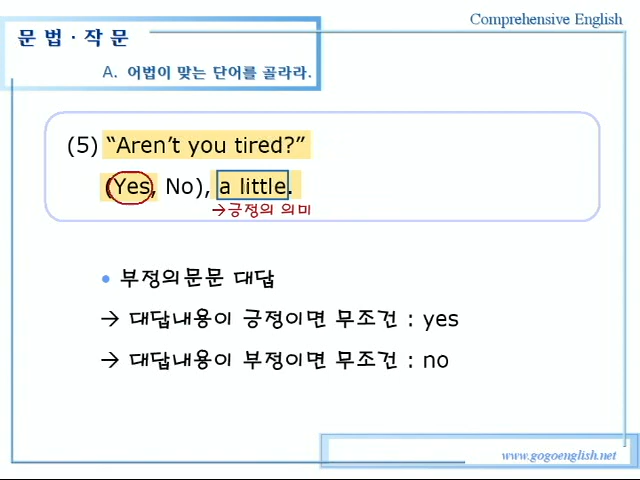 Comprehensive English
문 법 · 작 문
A. 어법이 맞는 단어를 골라라.
(5) “Aren’t you tired?”
(Yes, No), a little.
→긍정의 의미
• 부정의문문 대답
→ 대답내용이 긍정이면 무조건 : yes
→ 대답내용이 부정이면 무조건 : no
www.gogoenglish.net